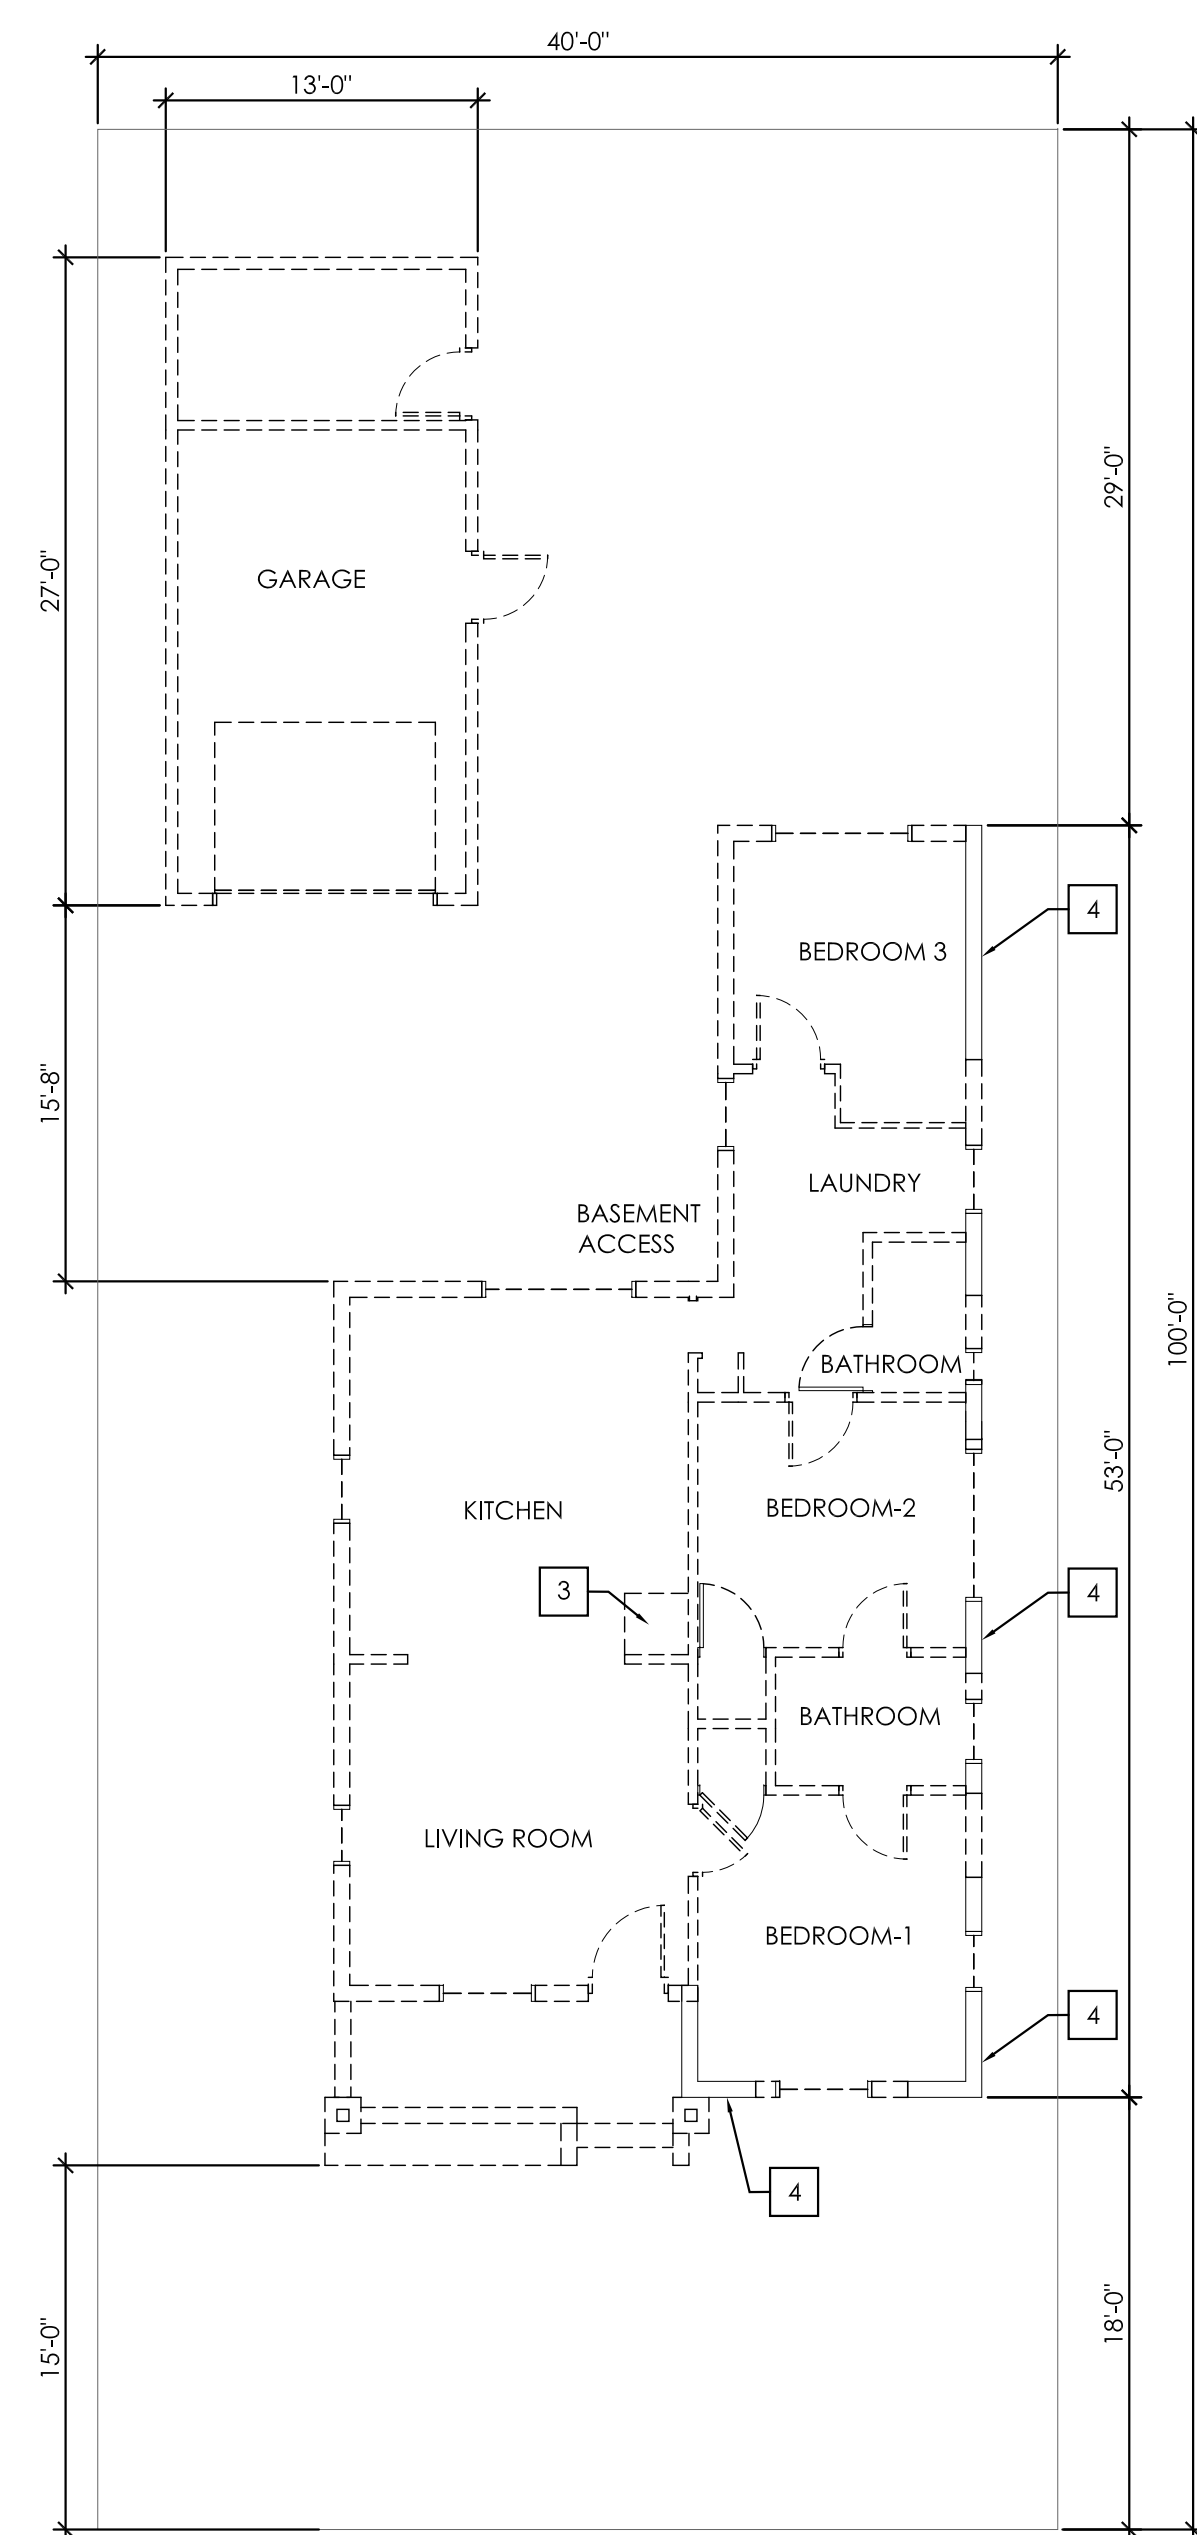 40'-0"
13'-0"
29'-0"
27'-0"
GARAGE
4
BEDROOM 3
15'-8"
LAUNDRY
BASEMENT
ACCESS
100'-0"
BATHROOM
53'-0"
KITCHEN
BEDROOM-2
3
4
BATHROOM
LIVING ROOM
BEDROOM-1
4
4
18'-0"
15'-0"